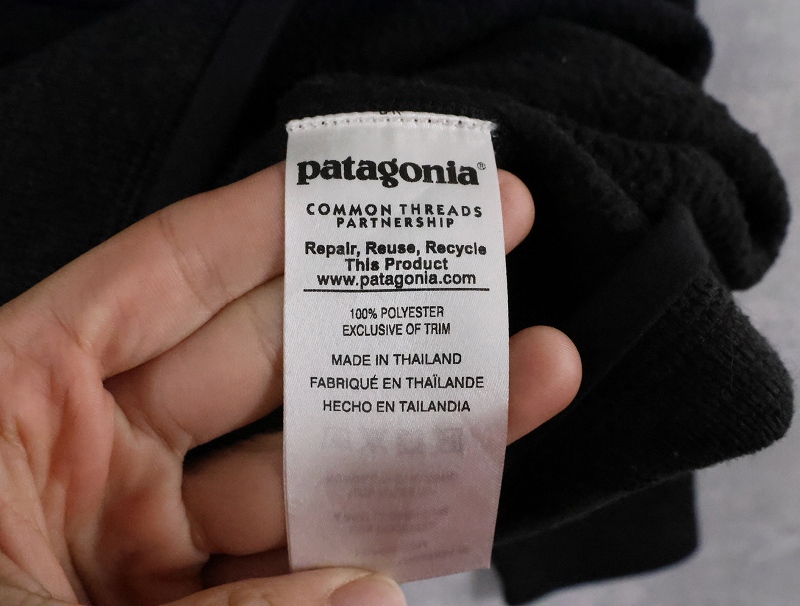 patagonia®
COMMON THREADS
PARTNERSHIP
Repair, Reuse, Recycle
This Product
www.patagonia.com
100% POLYESTER
EXCLUSIVE OF TRIM
MADE IN THAILAND
FABRIQUÉ EN THAÏLANDE
HECHO EN TAILANDIA